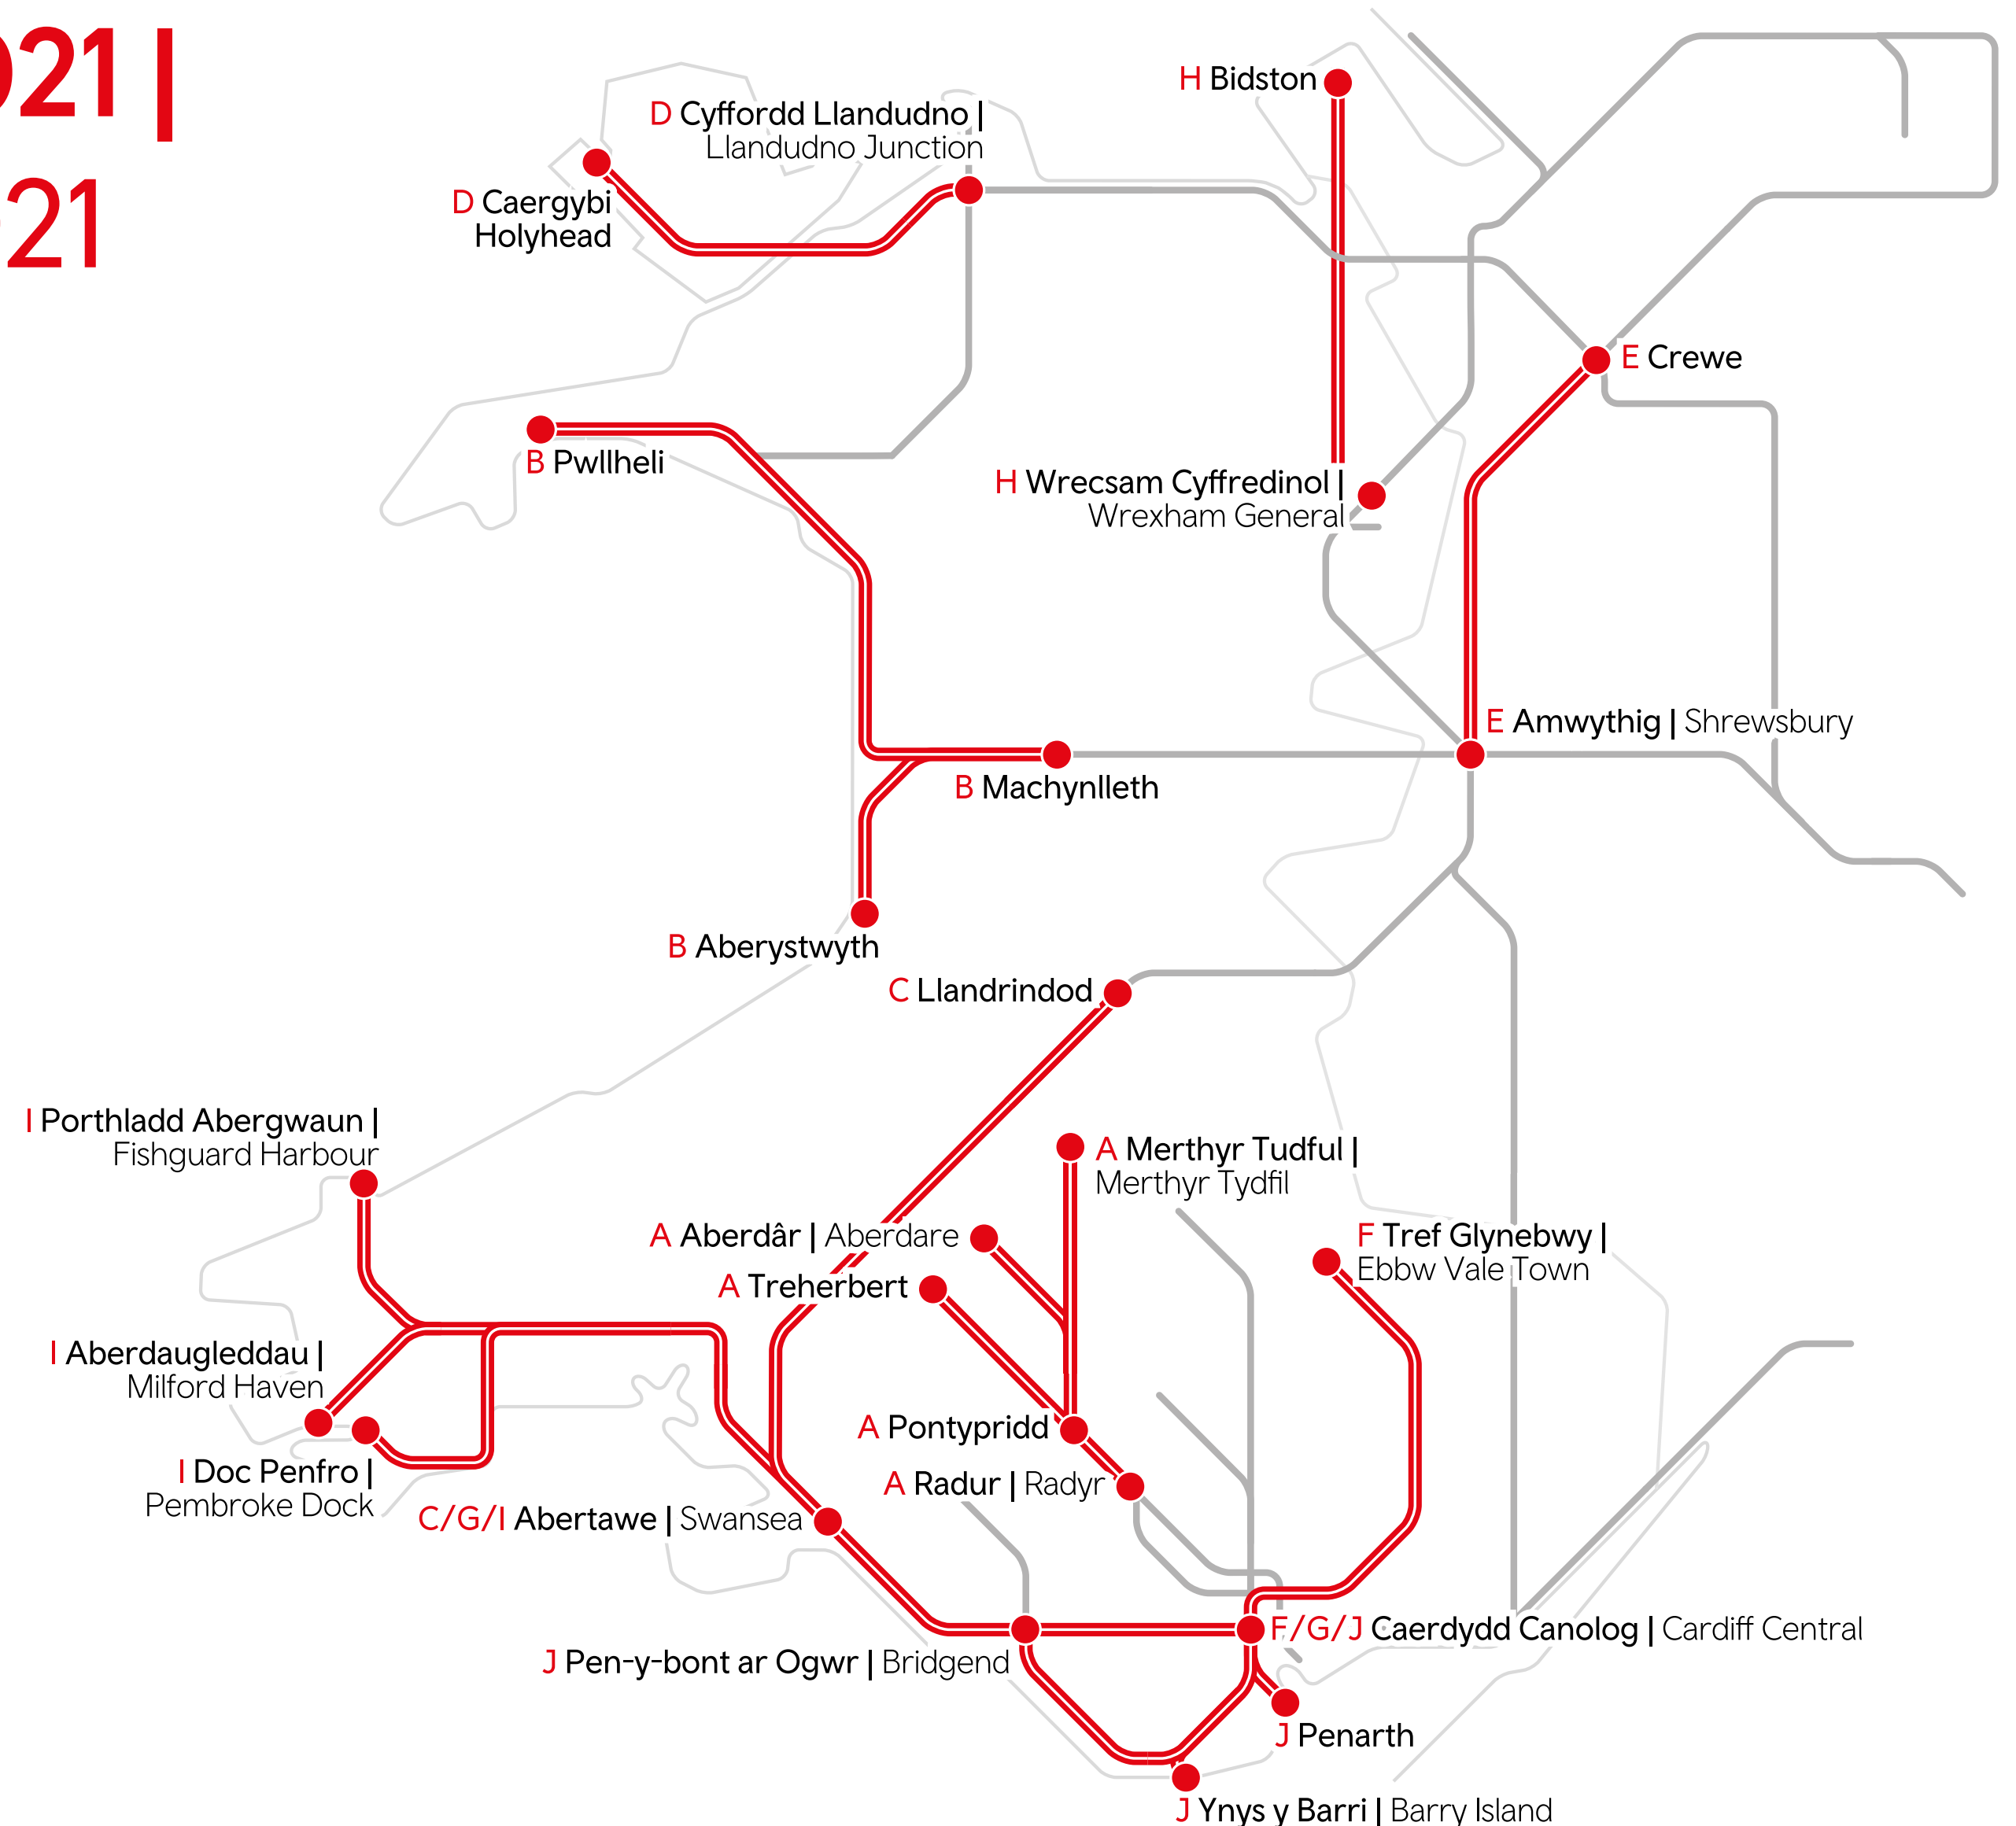 021 |
21
H Bidston
D Cyffordd Llandudno |
Llandudno Junction
D Caergybi
Holyhead
E Crewe
B Pwllheli
H Wrecsam Cyffredinol |
Wrexham General
E Amwythig | Shrewsbury
B Machynlleth
B Aberystwyth
C Llandrindod
I Porthladd Abergwaun |
Fishguard Harbour
A Merthyr Tudful |
Merthyr Tydfil
A Aberdâr | Aberdare
F Tref Glynebwy |
Ebbw Vale Town
A Treherbert
I Aberdaugleddau |
Milford Haven
A Pontypridd
I Doc Penfro |
Pembroke Dock
A Radur | Radyr
C/G/I Abertawe | Swansea
F/G/J Caerdydd Canolog | Cardiff Central
J Pen-y-bont ar Ogwr | Bridgend
J Penarth
J Ynys y Barri | Barry Island